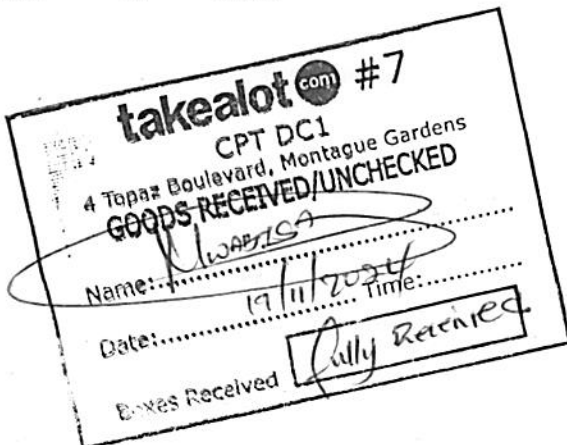 takealot com #7
CPT DC1
4 Topaz Boulevard, Montague Gardens
GOODS RECEIVED/UNCHECKED
Name:
Date: 19/11/2024 Time:
Boxes Received fully Received